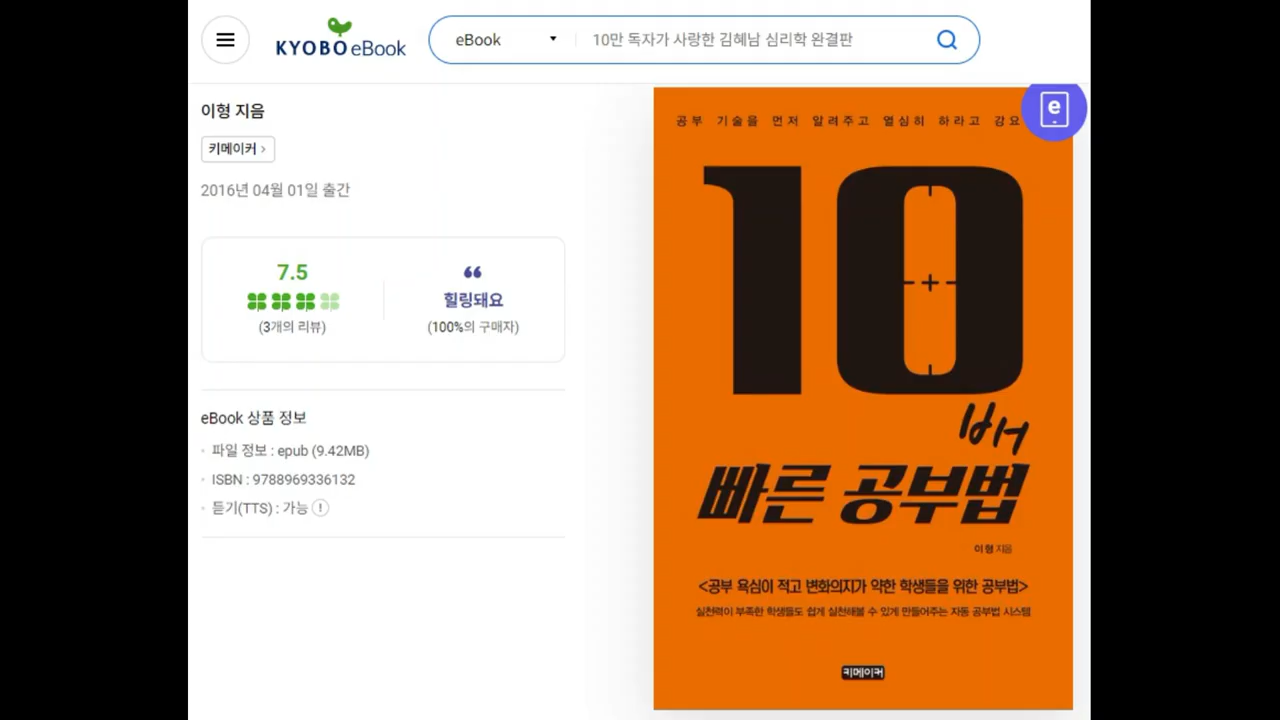 KYOBO eBook
eBook
10만 독자가 사랑한 김혜남 심리학 완결판
이형 지음
키메이커 >
2016년 04월 01일 출간
7.5
(3개의 리뷰)
힐링돼요
(100%의 구매자)
eBook 상품 정보
파일 정보 : epub (9.42MB)
ISBN : 9788969336132
듣기(TTS) : 가능 !
e
공부 기술을 먼저 알려주고 열심히 하라고 강요
10
배
빠른 공부법
이형 지음
<공부 욕심이 적고 변화의지가 약한 학생들을 위한 공부법>
실천력이 부족한 학생들도 쉽게 실천해볼 수 있게 만들어주는 자동 공부법 시스템
키메이커